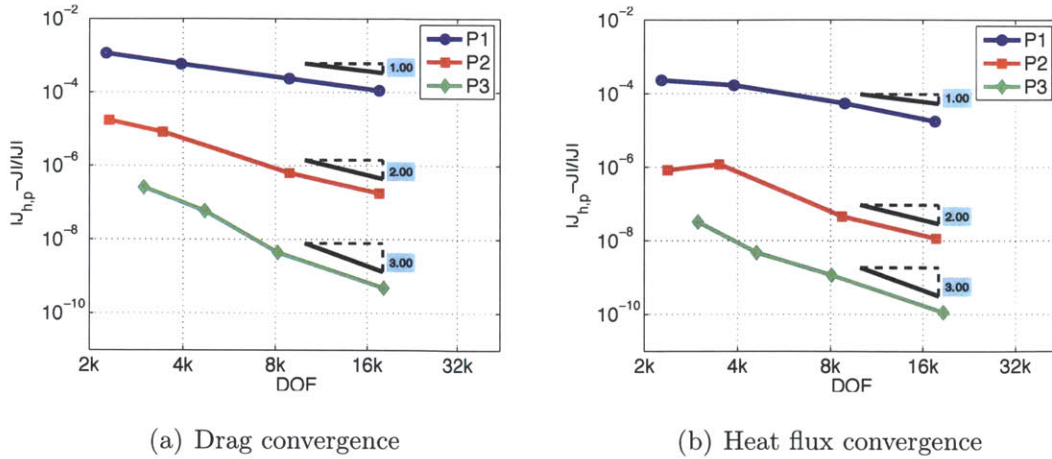 10^-2
10^-4
10^-6
10^-8
10^-10
|J_{h,p}-J|/|J|
P1
P2
P3
1.00
2.00
3.00
2k
4k
8k
16k
32k
DOF
(a) Drag convergence
10^-2
10^-4
10^-6
10^-8
10^-10
|J_{h,p}-J|/|J|
P1
P2
P3
1.00
2.00
3.00
2k
4k
8k
16k
32k
DOF
(b) Heat flux convergence